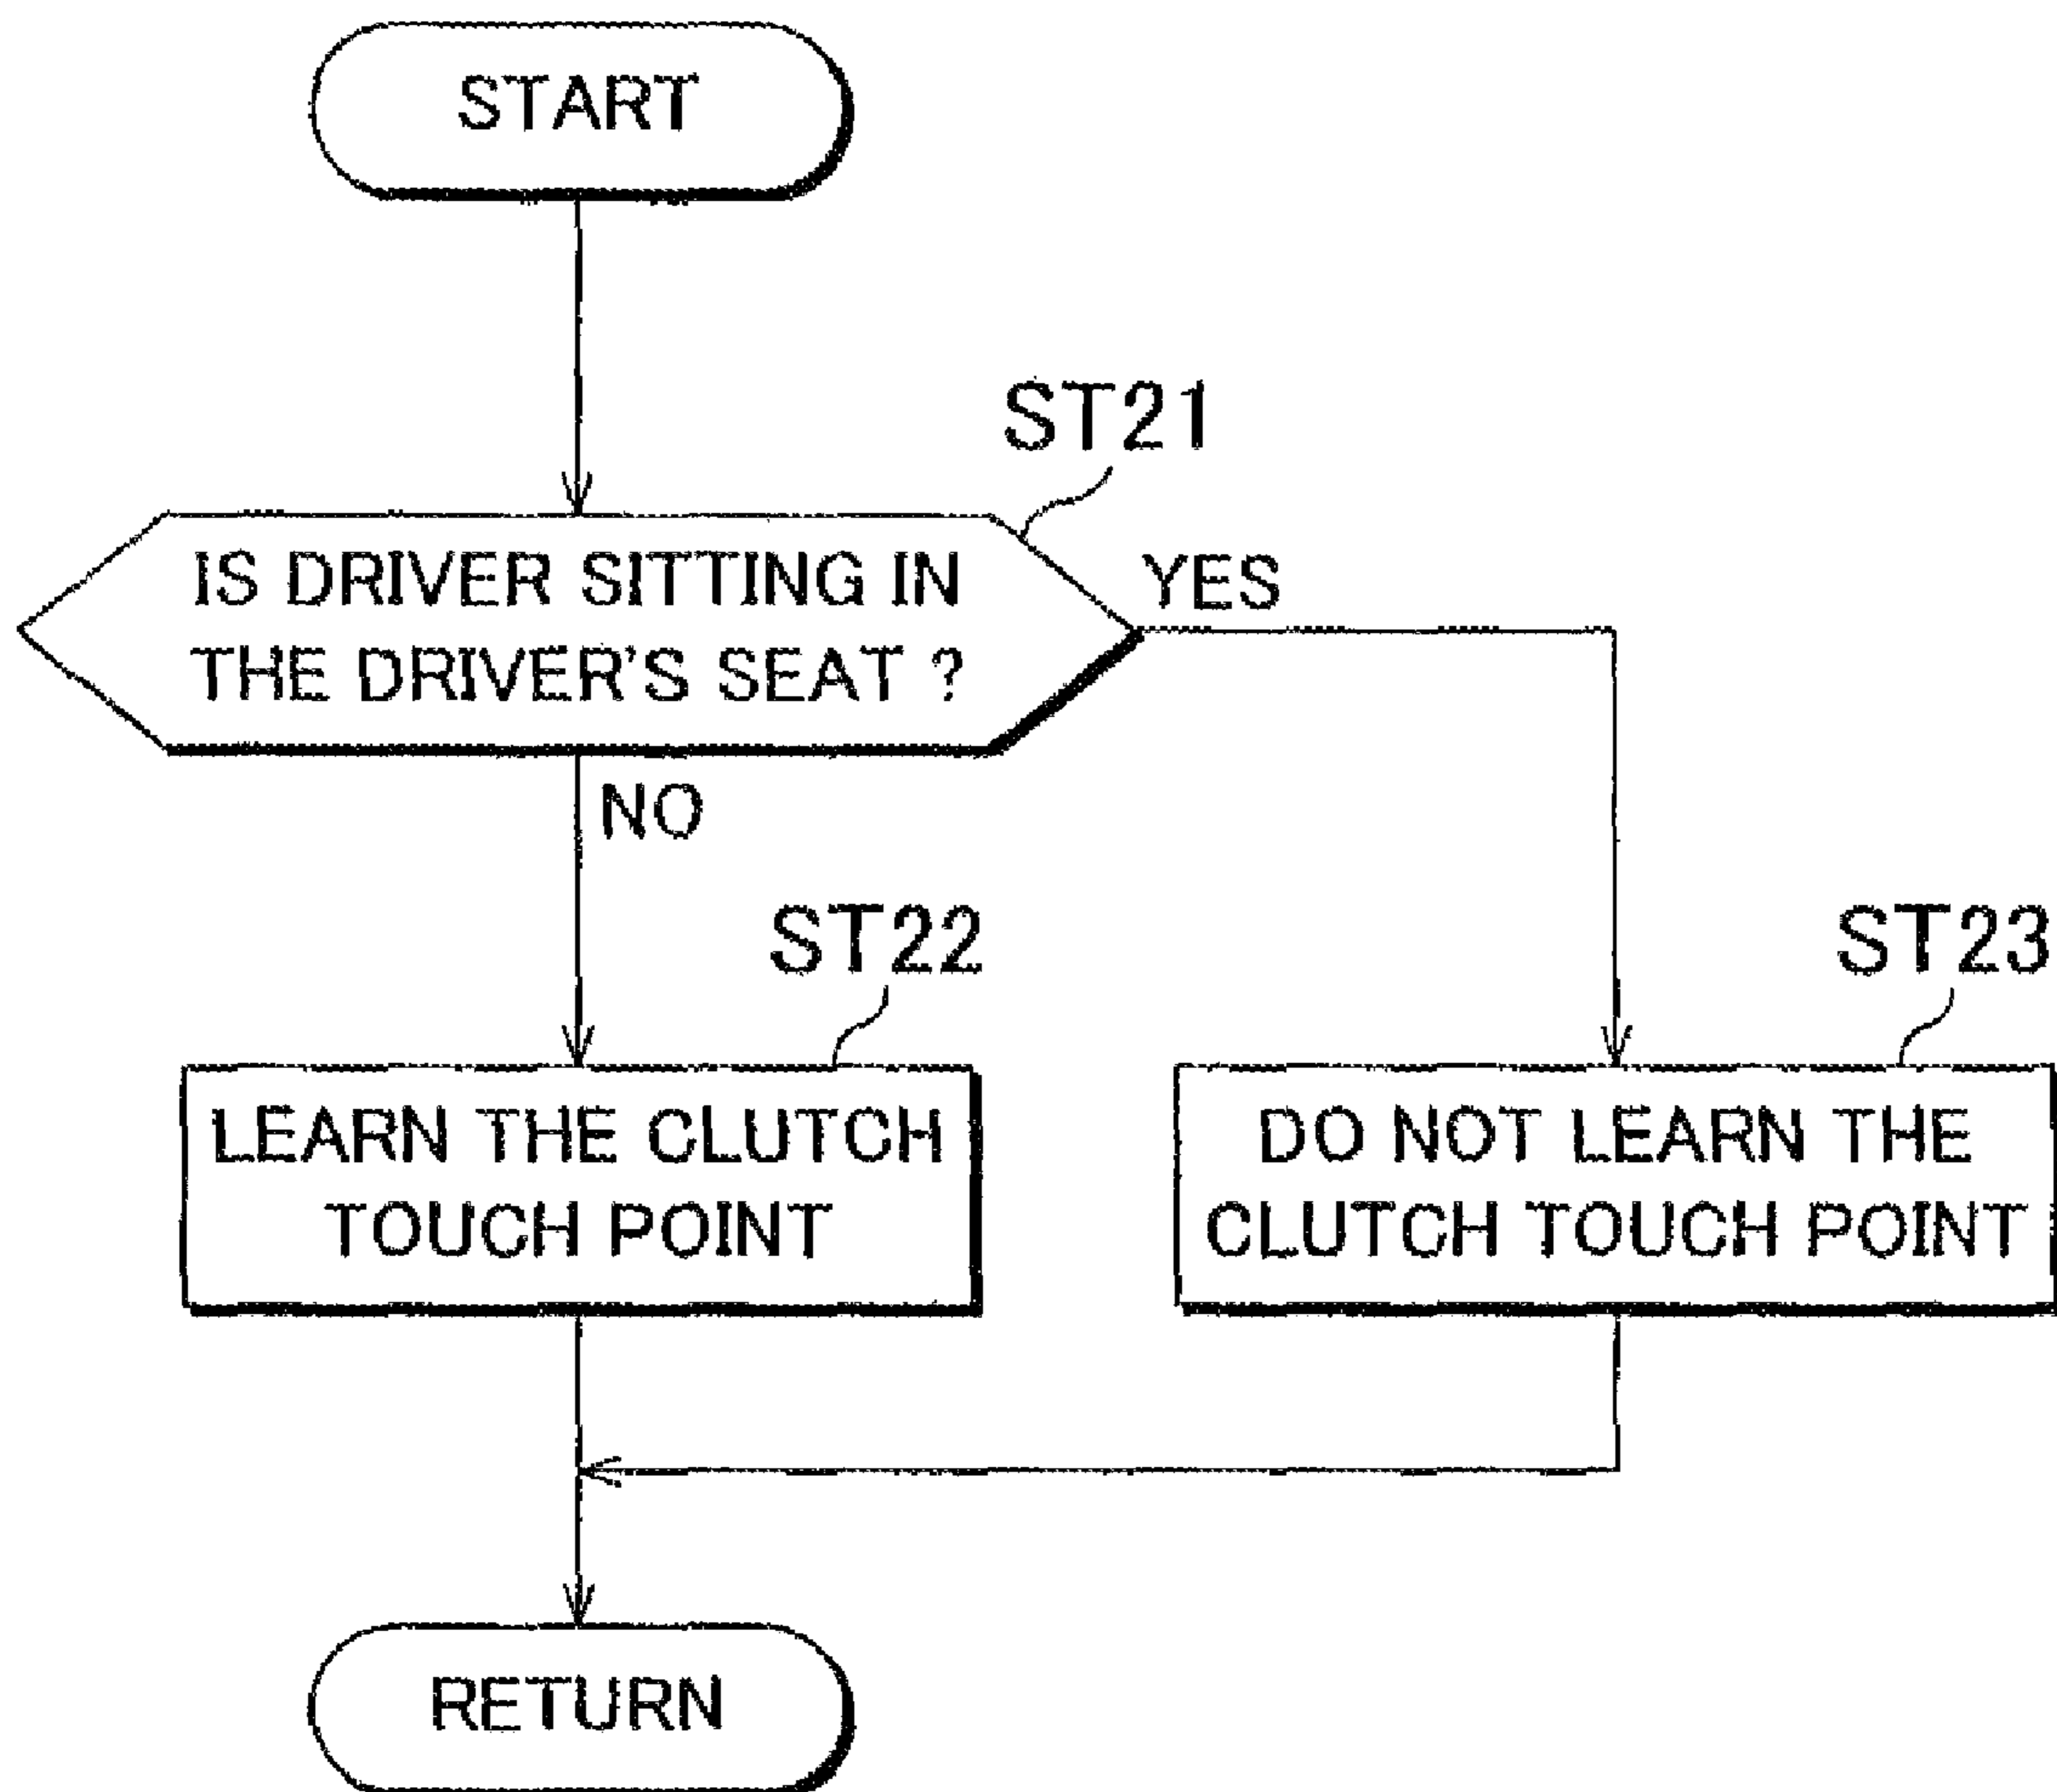 START
ST21
IS DRIVER SITTING IN
THE DRIVER'S SEAT ?
YES
NO
ST22
ST23
LEARN THE CLUTCH
TOUCH POINT
DO NOT LEARN THE
CLUTCH TOUCH POINT
RETURN